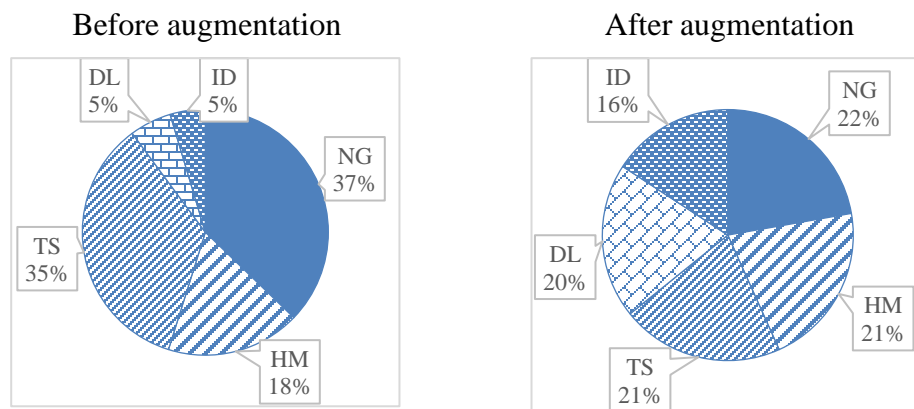 Before augmentation
DL
5%
ID
5%
NG
37%
TS
35%
HM
18%
After augmentation
ID
16%
NG
22%
DL
20%
HM
21%
TS
21%